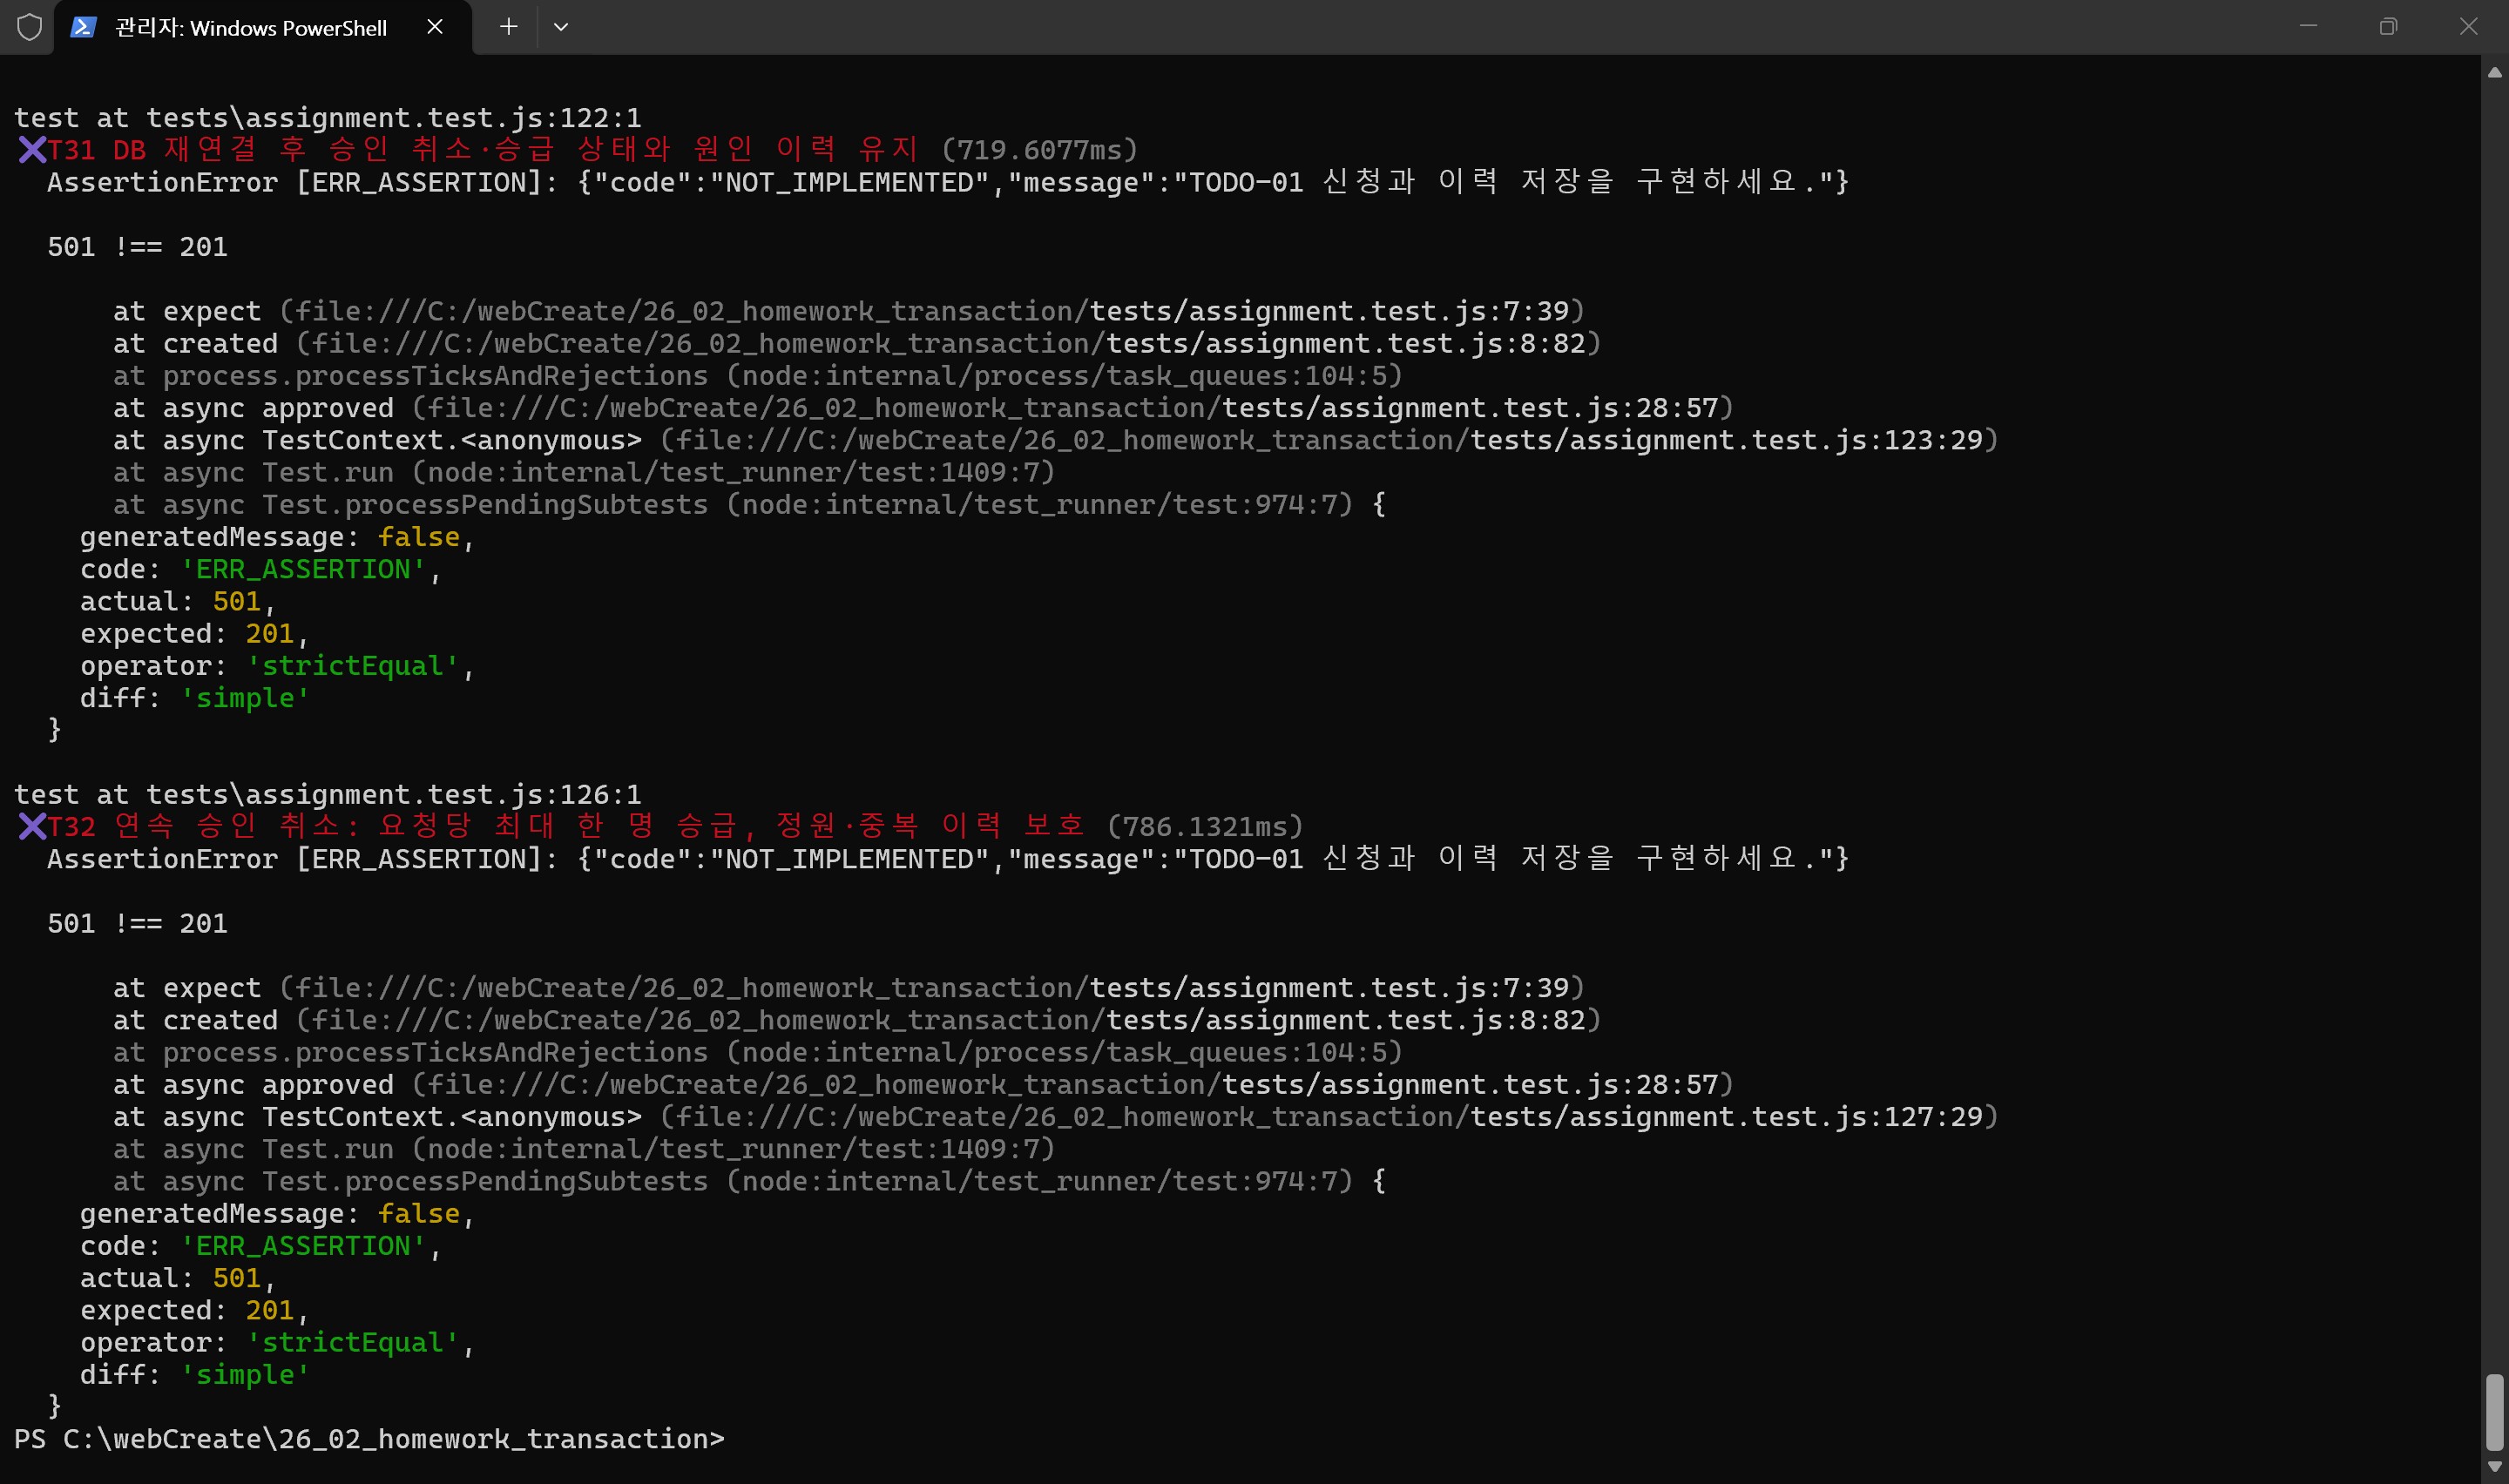 관리자: Windows PowerShell
test at tests\assignment.test.js:122:1
❌T31 DB 재연결 후 승인 취소·승급 상태와 원인 이력 유지 (719.6077ms)
AssertionError [ERR_ASSERTION]: {"code":"NOT_IMPLEMENTED","message":"TODO-01 신청과 이력 저장을 구현하세요."}
501 !== 201
at expect (file:///C:/webCreate/26_02_homework_transaction/tests/assignment.test.js:7:39)
at created (file:///C:/webCreate/26_02_homework_transaction/tests/assignment.test.js:8:82)
at process.processTicksAndRejections (node:internal/process/task_queues:104:5)
at async approved (file:///C:/webCreate/26_02_homework_transaction/tests/assignment.test.js:28:57)
at async TestContext.<anonymous> (file:///C:/webCreate/26_02_homework_transaction/tests/assignment.test.js:123:29)
at async Test.run (node:internal/test_runner/test:1409:7)
at async Test.processPendingSubtests (node:internal/test_runner/test:974:7) {
generatedMessage: false,
code: 'ERR_ASSERTION',
actual: 501,
expected: 201,
operator: 'strictEqual',
diff: 'simple'
}
test at tests\assignment.test.js:126:1
❌T32 연속 승인 취소: 요청당 최대 한 명 승급, 정원·중복 이력 보호 (786.1321ms)
AssertionError [ERR_ASSERTION]: {"code":"NOT_IMPLEMENTED","message":"TODO-01 신청과 이력 저장을 구현하세요."}
501 !== 201
at expect (file:///C:/webCreate/26_02_homework_transaction/tests/assignment.test.js:7:39)
at created (file:///C:/webCreate/26_02_homework_transaction/tests/assignment.test.js:8:82)
at process.processTicksAndRejections (node:internal/process/task_queues:104:5)
at async approved (file:///C:/webCreate/26_02_homework_transaction/tests/assignment.test.js:28:57)
at async TestContext.<anonymous> (file:///C:/webCreate/26_02_homework_transaction/tests/assignment.test.js:127:29)
at async Test.run (node:internal/test_runner/test:1409:7)
at async Test.processPendingSubtests (node:internal/test_runner/test:974:7) {
generatedMessage: false,
code: 'ERR_ASSERTION',
actual: 501,
expected: 201,
operator: 'strictEqual',
diff: 'simple'
}
PS C:\webCreate\26_02_homework_transaction>